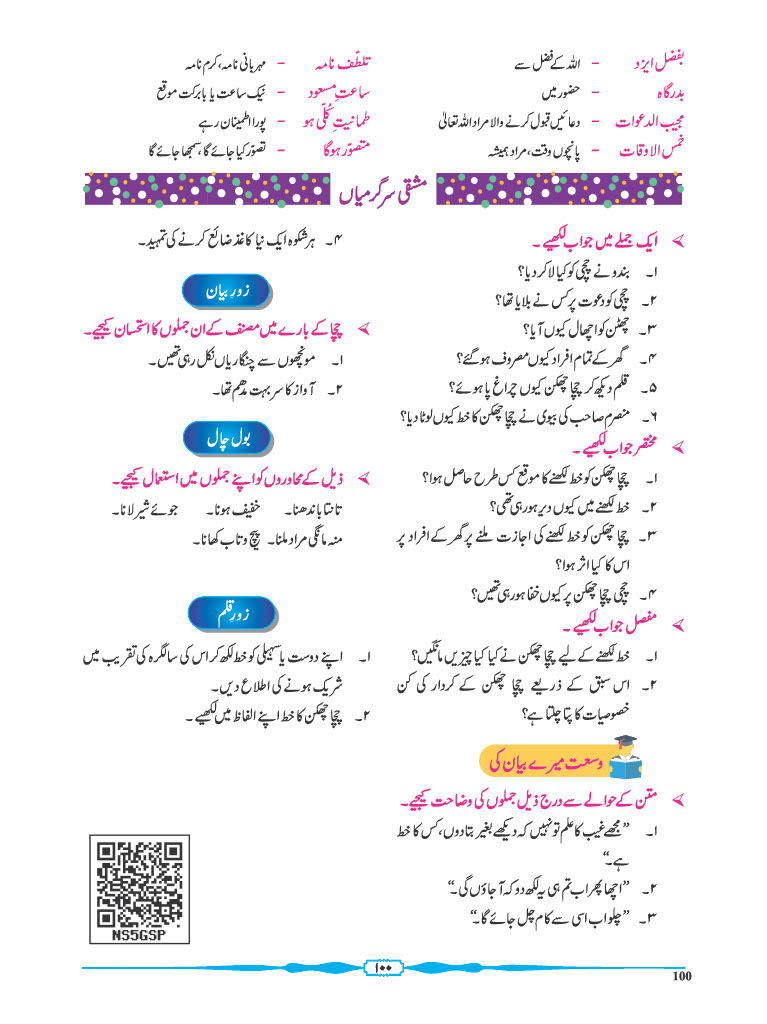 بفضل ایزد - اللہ کے فضل سے
بدرگاہ - حضور میں
مجیب الدعوات - دعائیں قبول کرنے والا مراد اللہ تعالیٰ
خمس الاوقات - پانچوں وقت، مراد ہمیشہ
تلطّف نامہ - مہربانی نامہ، کرم نامہ
ساعتِ مسعود - نیک ساعت یا بابرکت موقع
طمانیتِ کُلّی ہو - پورا اطمینان رہے
متصوّر ہوگا - تصوّر کیا جائے گا، سمجھا جائے گا
مشقی سرگرمیاں
ایک جملے میں جواب لکھیے۔
۱۔ بندو نے چچی کو کیا لا کر دیا؟
۲۔ چچی کو دعوت پر کس نے بلایا تھا؟
۳۔ چھٹن کو اچھال کیوں آیا؟
۴۔ گھر کے تمام افراد کیوں مصروف ہوگئے؟
۵۔ قلم دیکھ کر چچا چھکن کیوں چراغ پا ہوئے؟
۶۔ منصرم صاحب کی بیوی نے چچا چھکن کا خط کیوں لوٹا دیا؟
مختصر جواب لکھیے۔
۱۔ چچا چھکن کو خط لکھنے کا موقع کس طرح حاصل ہوا؟
۲۔ خط لکھنے میں کیوں دیر ہورہی تھی؟
۳۔ چچا چھکن کو خط لکھنے کی اجازت ملنے پر گھر کے افراد پر
اس کا کیا اثر ہوا؟
۴۔ چچی چچا چھکن پر کیوں خفا ہورہی تھیں؟
مفصل جواب لکھیے۔
۱۔ خط لکھنے کے لیے چچا چھکن نے کیا کیا چیزیں مانگیں؟
۲۔ اس سبق کے ذریعے چچا چھکن کے کردار کی کن
خصوصیات کا پتا چلتا ہے؟
وسعت میرے بیان کی
متن کے حوالے سے درج ذیل جملوں کی وضاحت کیجیے۔
۱۔ ”مجھے غیب کا علم تو نہیں کہ دیکھے بغیر بتا دوں، کس کا خط
ہے۔“
۲۔ ”اچھا پھر اب تم ہی یہ لکھ دو کہ آجاؤں گی۔“
۳۔ ”چلو اب اسی سے کام چل جائے گا۔“
۴۔ ہر شکوہ ایک نیا کاغذ ضائع کرنے کی تمہید۔
زورِ بیان
چچا کے بارے میں مصنف کے ان جملوں کا استحسان کیجیے۔
۱۔ مونچھوں سے چنگاریاں نکل رہی تھیں۔
۲۔ آواز کا سر بہت مدّھم تھا۔
بول چال
ذیل کے محاوروں کو اپنے جملوں میں استعمال کیجیے۔
تانتا باندھنا۔ خفیف ہونا۔ جوئے شیر لانا۔
منہ مانگی مراد ملنا۔ پیچ و تاب کھانا۔
زورِ قلم
۱۔ اپنے دوست یا سہیلی کو خط لکھ کر اس کی سالگرہ کی تقریب میں
شریک ہونے کی اطلاع دیں۔
۲۔ چچا چھکن کا خط اپنے الفاظ میں لکھیے۔
NS5GSP
۱۰۰
100